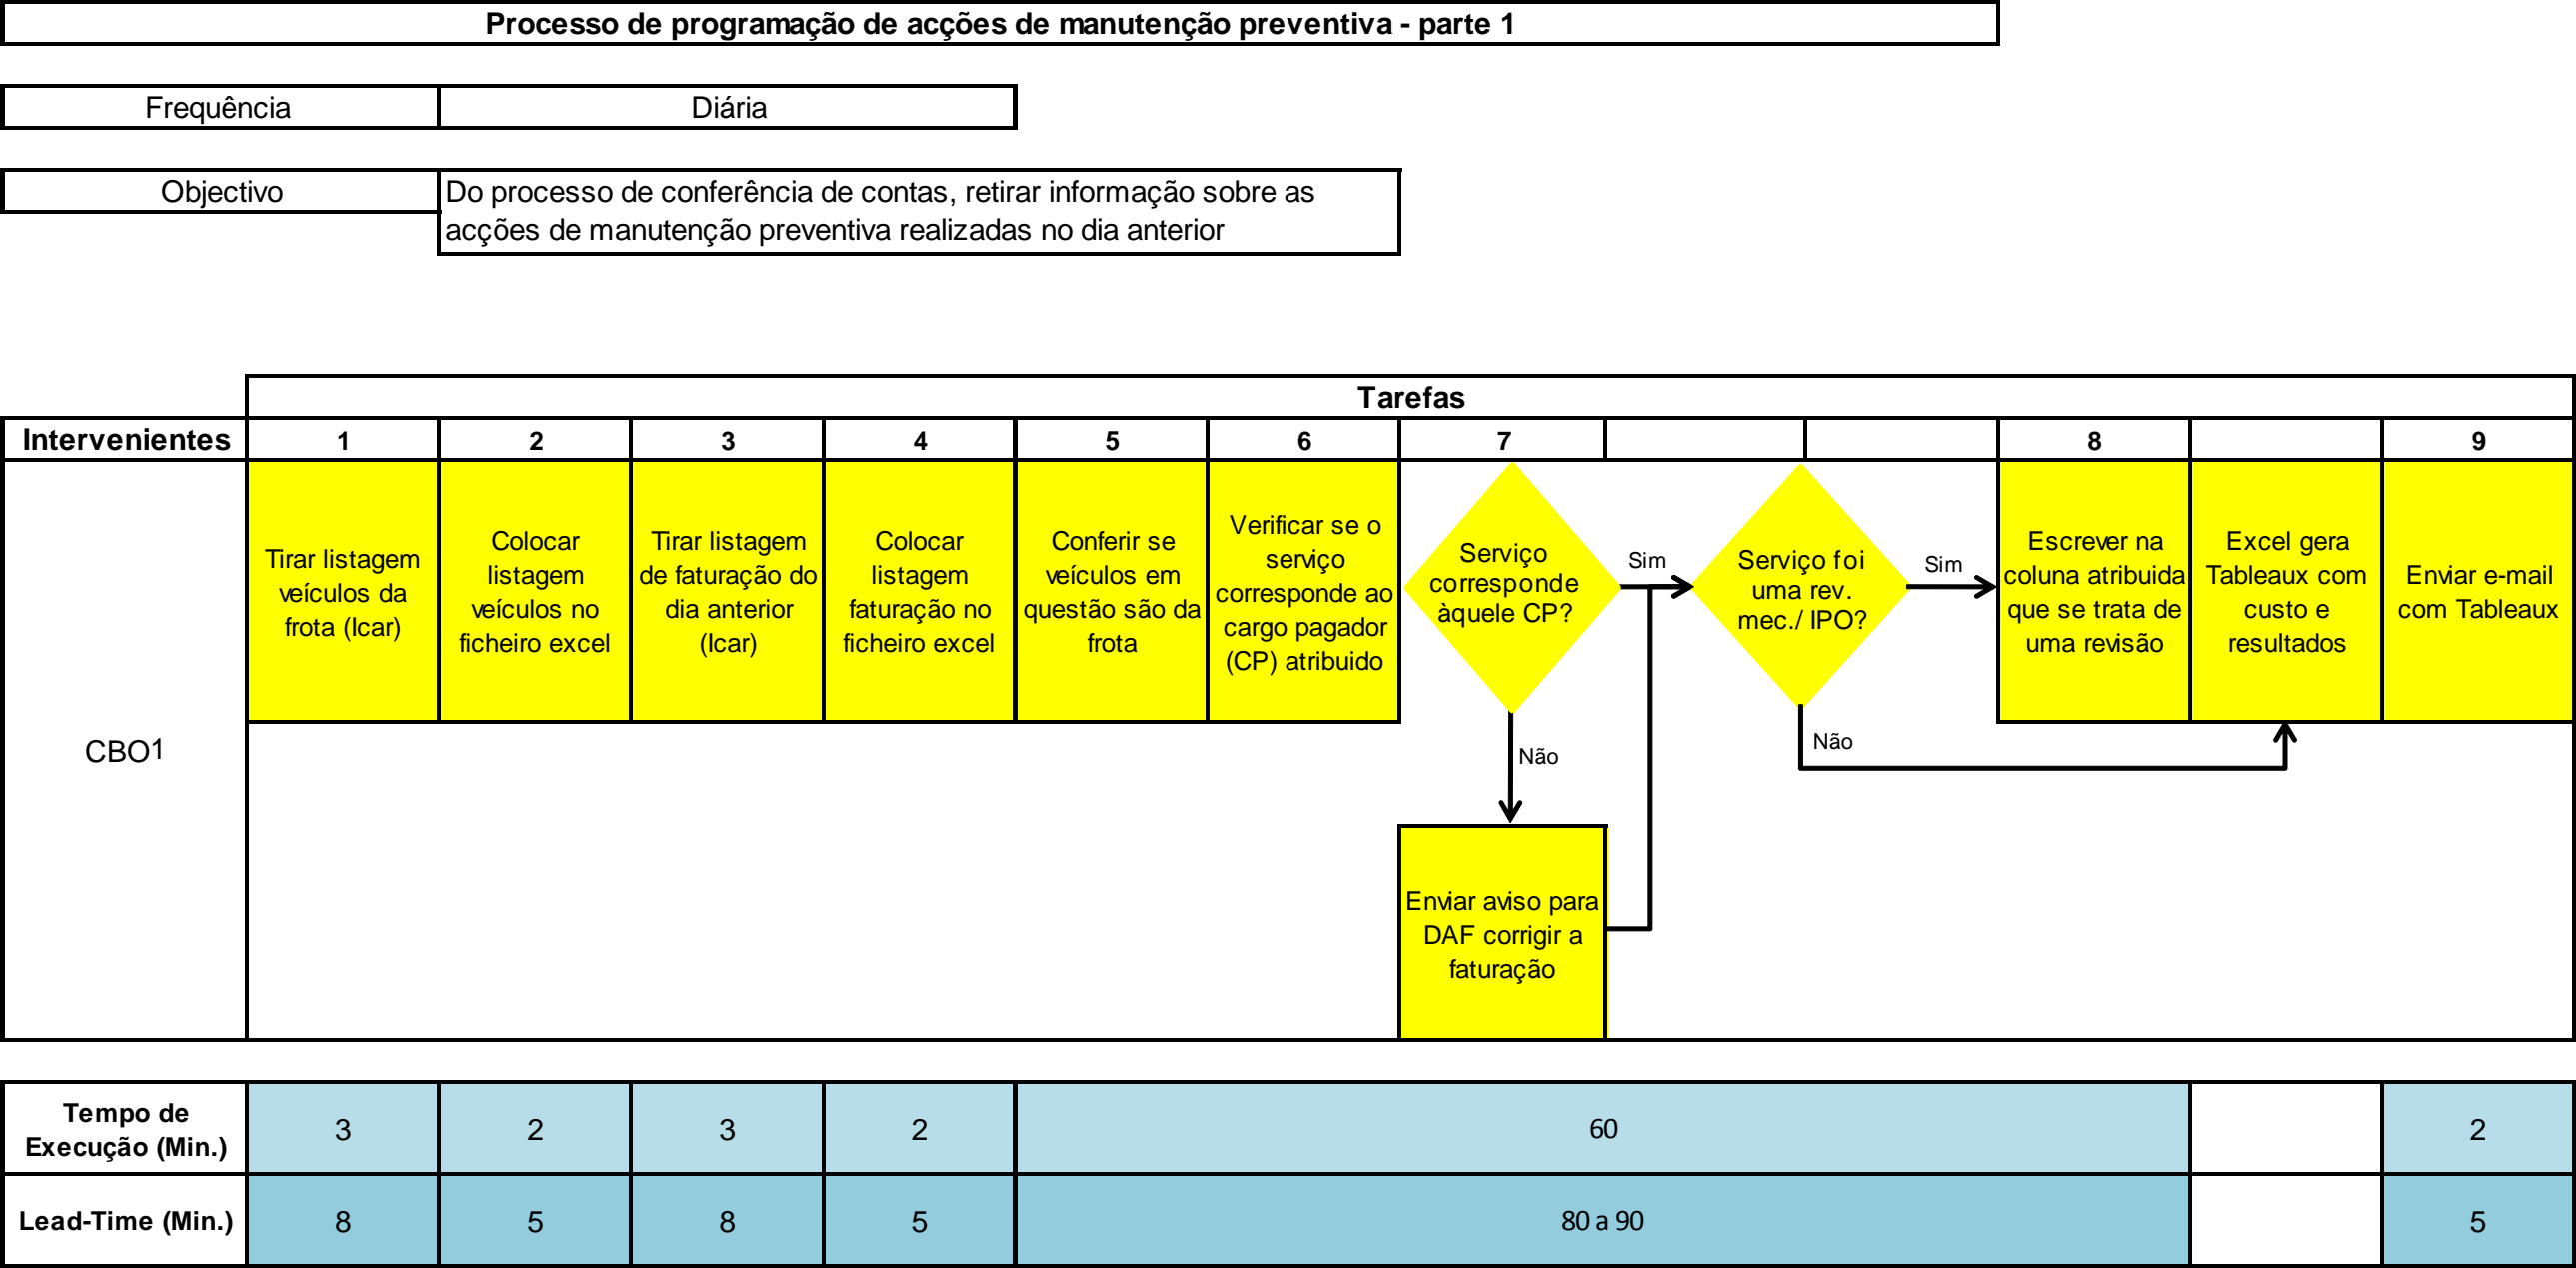 Processo de programação de acções de manutenção preventiva - parte 1
Frequência
Diária
Objectivo
Do processo de conferência de contas, retirar informação sobre as
acções de manutenção preventiva realizadas no dia anterior
Tarefas
Intervenientes
1
2
3
4
5
6
7
8
9
CBO1
Tirar listagem
veículos da
frota (Icar)
Colocar
listagem
veículos no
ficheiro excel
Tirar listagem
de faturação do
dia anterior
(Icar)
Colocar
listagem
faturação no
ficheiro excel
Conferir se
veículos em
questão são da
frota
Verificar se o
serviço
corresponde ao
cargo pagador
(CP) atribuido
Serviço
corresponde
àquele CP?
Sim
Não
Enviar aviso para
DAF corrigir a
faturação
Serviço foi
uma rev.
mec./ IPO?
Sim
Não
Escrever na
coluna atribuida
que se trata de
uma revisão
Excel gera
Tableaux com
custo e
resultados
Enviar e-mail
com Tableaux
Tempo de
Execução (Min.)
3
2
3
2
60
2
Lead-Time (Min.)
8
5
8
5
80 a 90
5